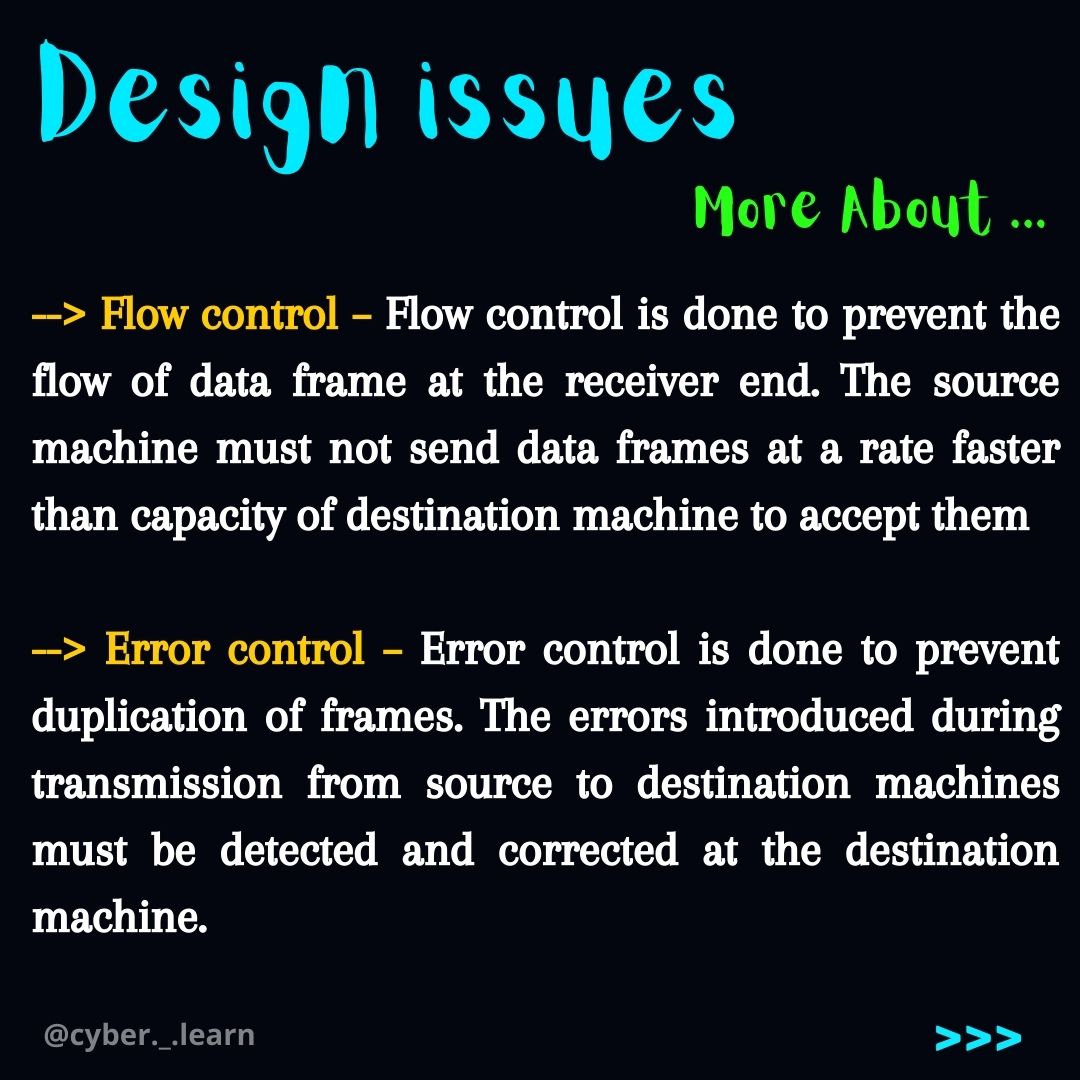 Design issues
More About ...
--> Flow control – Flow control is done to prevent the
flow of data frame at the receiver end. The source
machine must not send data frames at a rate faster
than capacity of destination machine to accept them
--> Error control – Error control is done to prevent
duplication of frames. The errors introduced during
transmission from source to destination machines
must be detected and corrected at the destination
machine.
@cyber._.learn
>>>